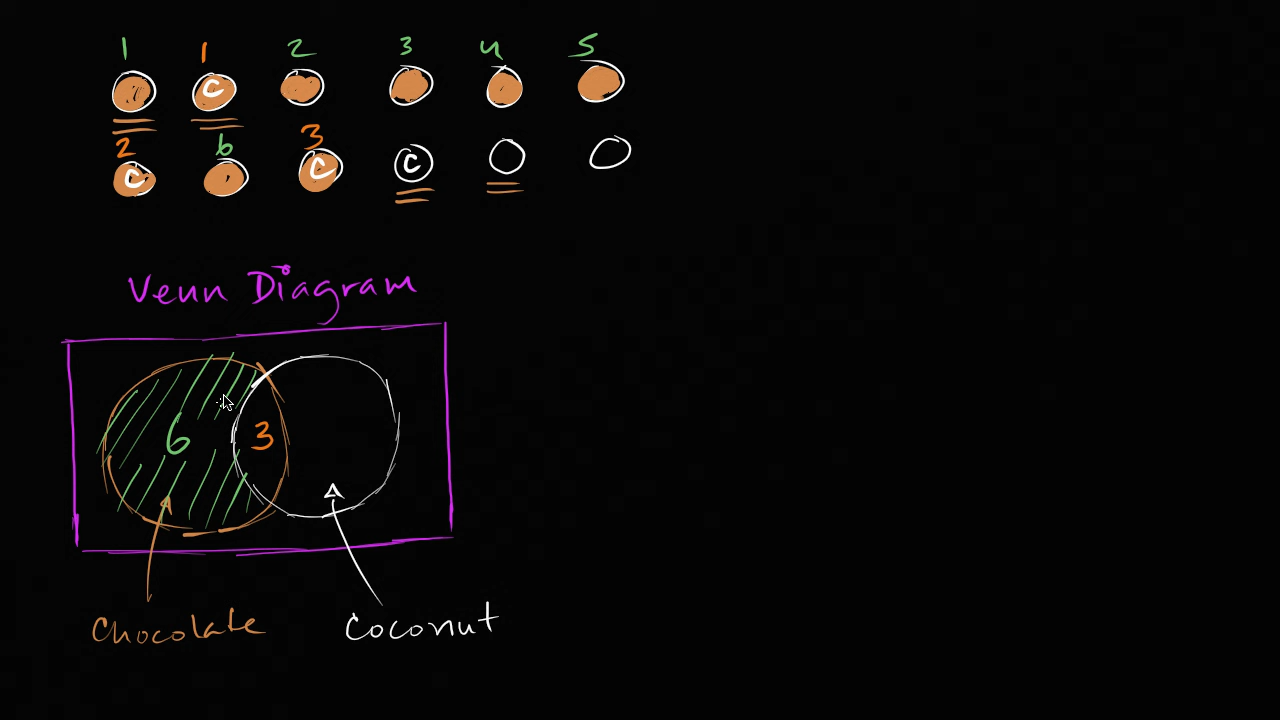 1 1 2 3 4 5
C
2 6 3
C C C
Venn Diagram
6 3
Chocolate Coconut